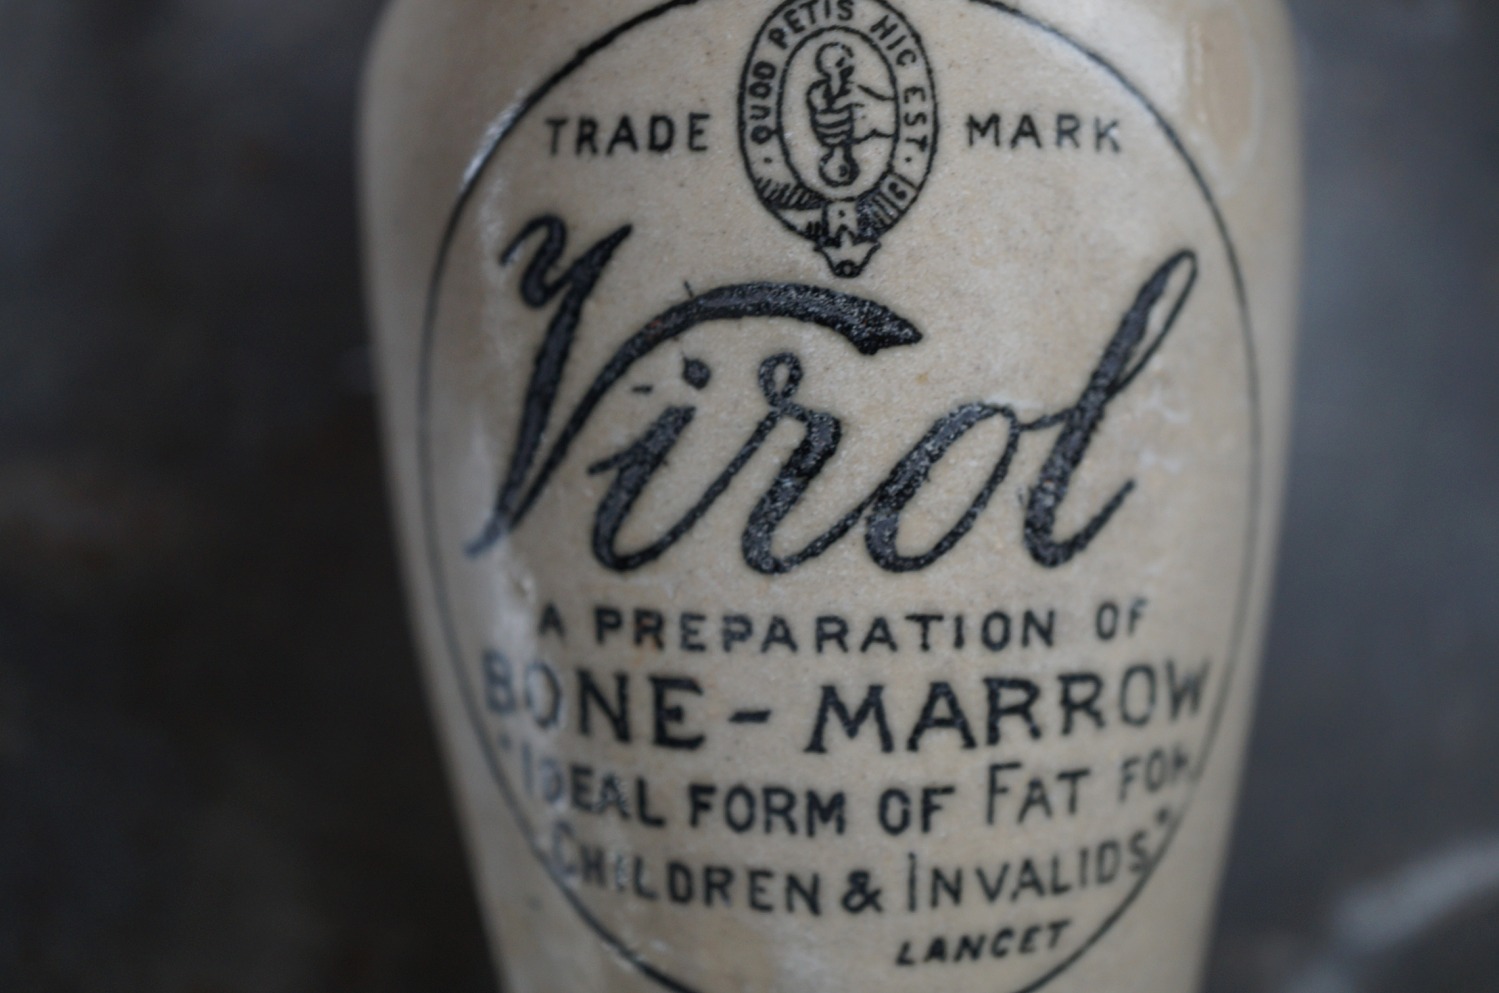 QUOD PETIS HIC EST.
TRADE MARK
Virol
A PREPARATION OF
BONE-MARROW
"IDEAL FORM OF FAT FOR
CHILDREN & INVALIDS"
LANCET